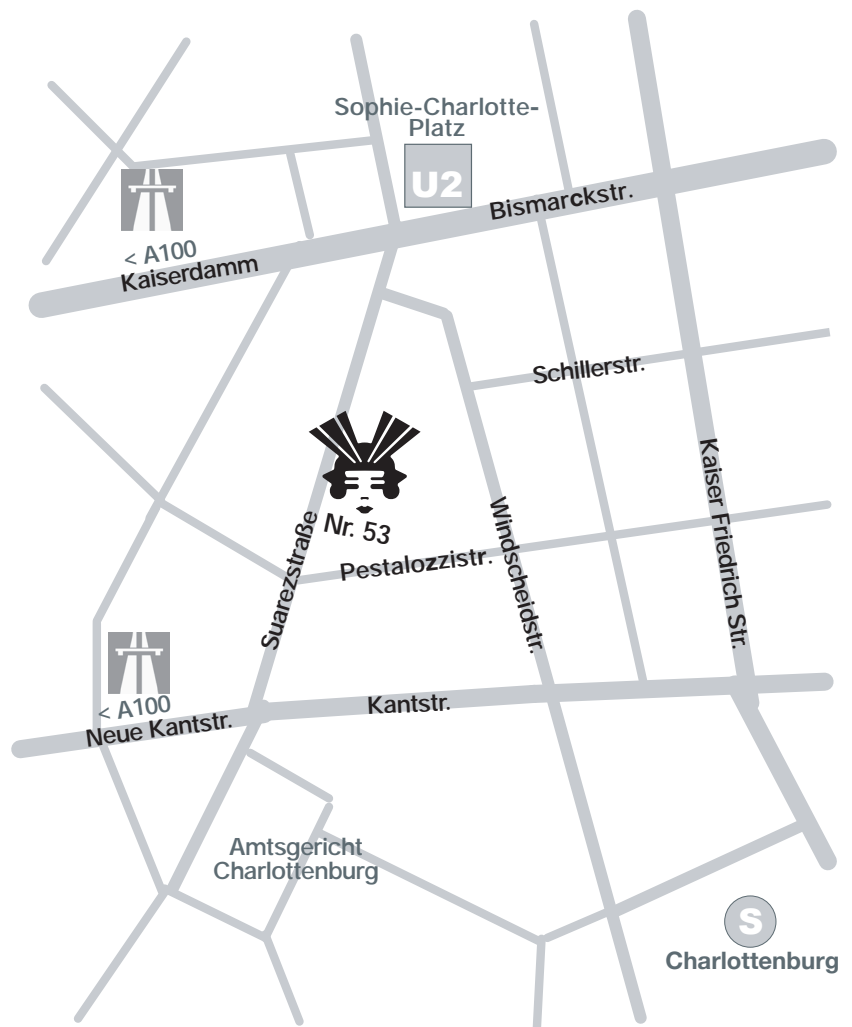 Sophie-Charlotte-
Platz
U2
Bismarckstr.
< A100
Kaiserdamm
Schillerstr.
Kaiser Friedrich Str.
Nr. 53
Windscheidstr.
Suarezstraße
Pestalozzistr.
< A100
Neue Kantstr.
Kantstr.
Amtsgericht
Charlottenburg
S
Charlottenburg